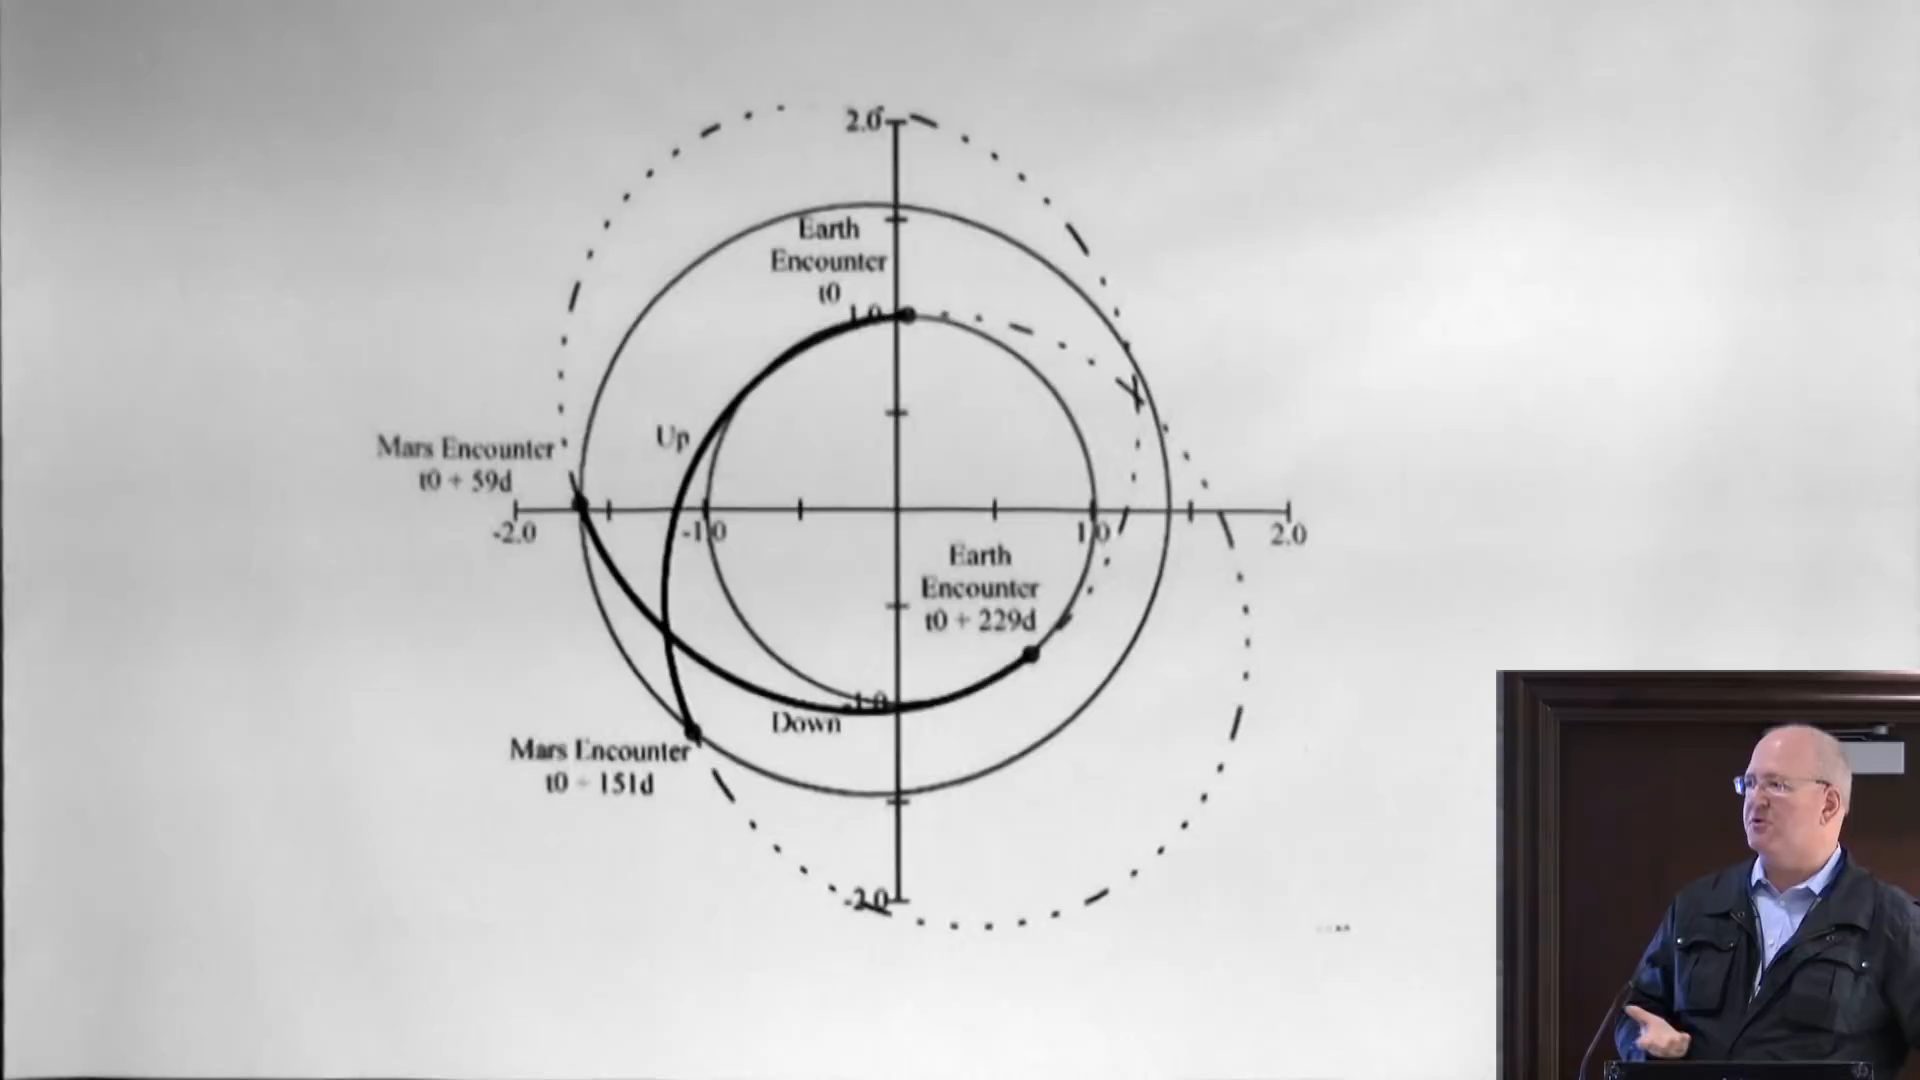 2.0
Earth
Encounter
t0
1.0
Up
Mars Encounter
t0 + 59d
-2.0
-1.0
1.0
2.0
Earth
Encounter
t0 + 229d
-1.0
Down
Mars Encounter
t0 + 151d
-2.0